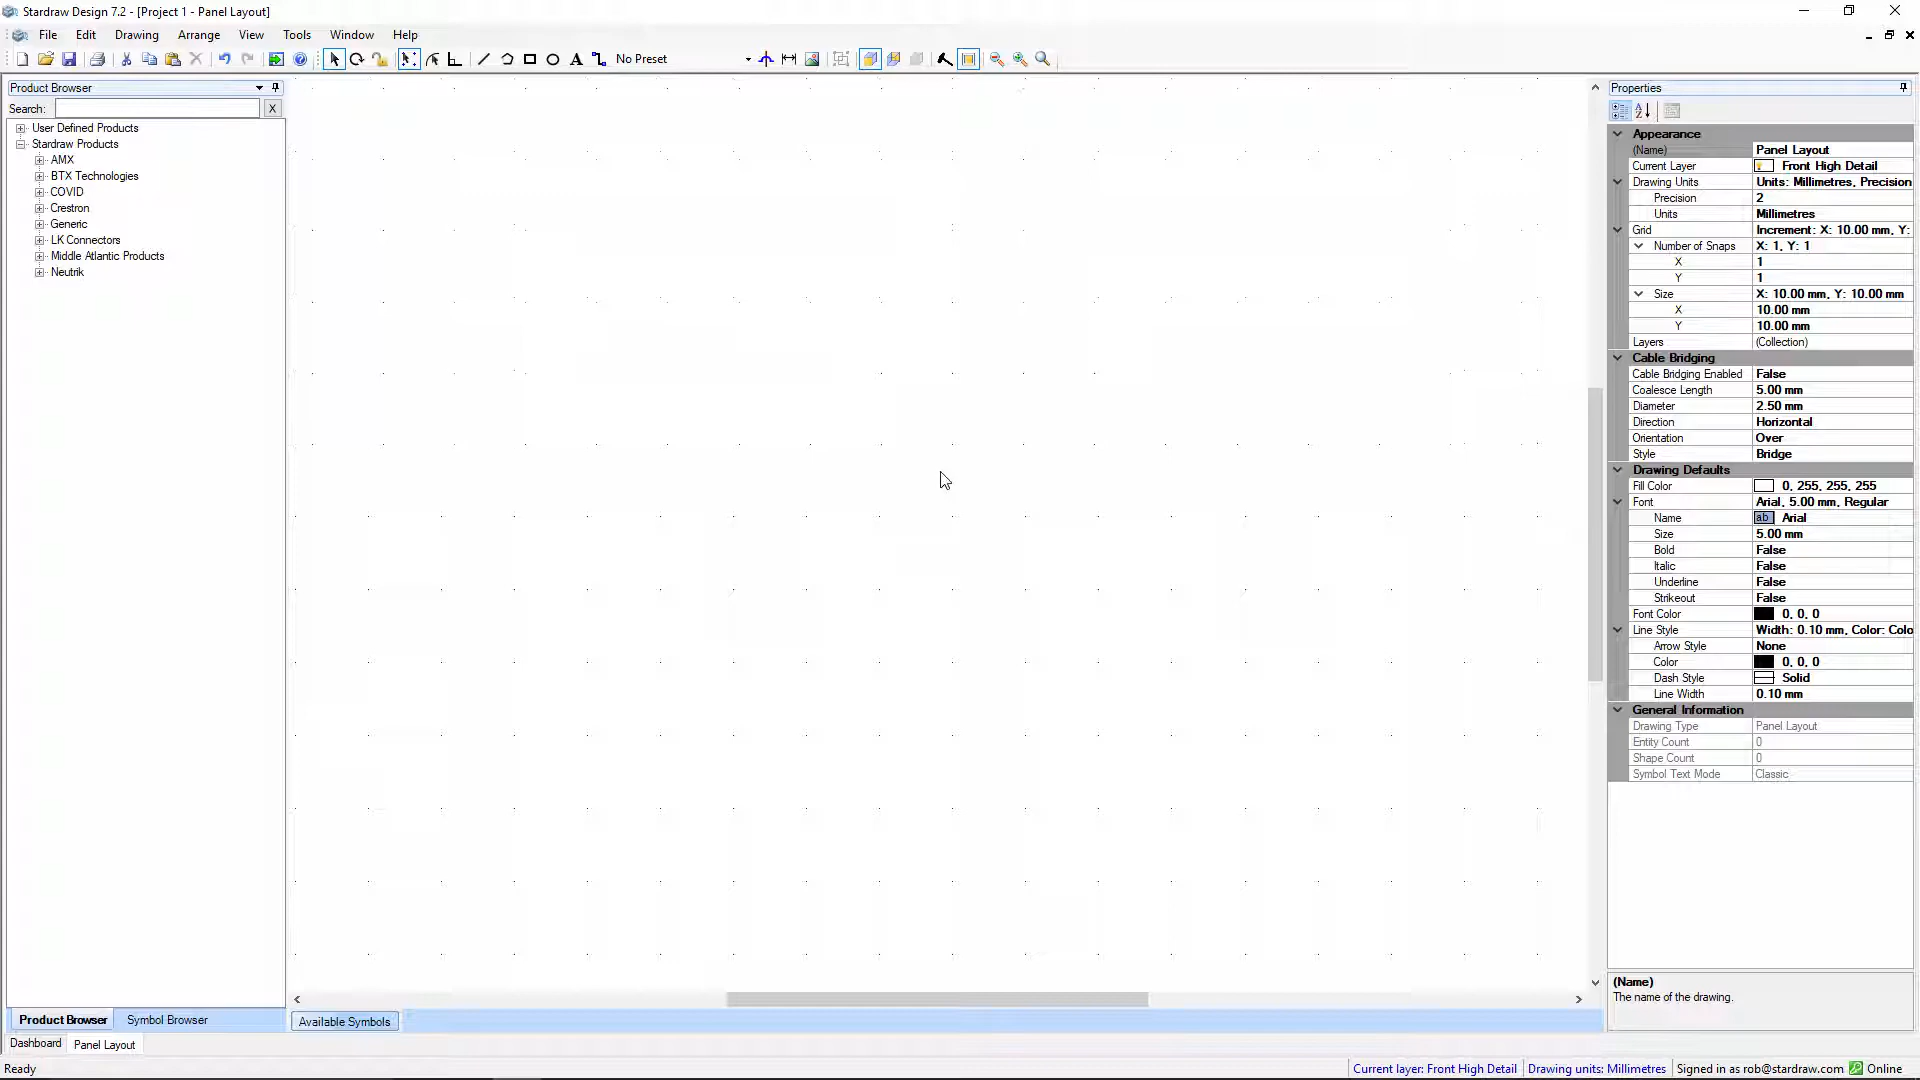 Stardraw Design 7.2 - [Project 1 - Panel Layout]
File Edit Drawing Arrange View Window Tools Help
No Preset
Product Browser
Search:
X
User Defined Products
Stardraw Products
AMX
BTX Technologies
COVID
Crestron
Generic
LK Connectors
Middle Atlantic Products
Neutrik
Product Browser Symbol Browser
Available Symbols
Dashboard Panel Layout
Properties
Appearance
(Name) Panel Layout
Current Layer Front High Detail
Drawing Units Units: Millimetres, Precision
Precision 2
Units Millimetres
Grid Increment: X: 10.00 mm, Y:
Number of Snaps X: 1, Y: 1
X 1
Y 1
Size X: 10.00 mm, Y: 10.00 mm
X 10.00 mm
Y 10.00 mm
Layers (Collection)
Cable Bridging
Cable Bridging Enabled False
Coalesce Length 5.00 mm
Diameter 2.50 mm
Direction Horizontal
Orientation Over
Style Bridge
Drawing Defaults
Fill Color 0, 255, 255, 255
Font Arial, 5.00 mm, Regular
Name ab Arial
Size 5.00 mm
Bold False
Italic False
Underline False
Strikeout False
Font Color 0, 0, 0
Line Style Width: 0.10 mm, Color: Colo
Arrow Style None
Color 0, 0, 0
Dash Style Solid
Line Width 0.10 mm
General Information
Drawing Type Panel Layout
Entity Count 0
Shape Count 0
Symbol Text Mode Classic
(Name)
The name of the drawing.
Ready
Current layer: Front High Detail Drawing units: Millimetres Signed in as rob@stardraw.com Online